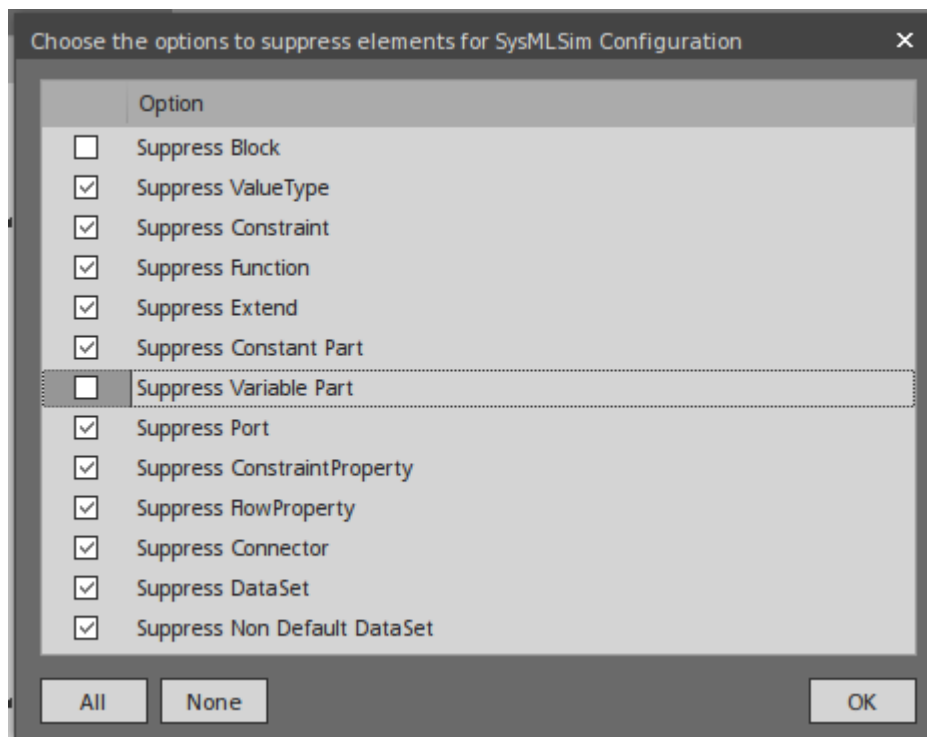 Choose the options to suppress elements for SysMLSim Configuration
Option
Suppress Block
Suppress ValueType
Suppress Constraint
Suppress Function
Suppress Extend
Suppress Constant Part
Suppress Variable Part
Suppress Port
Suppress ConstraintProperty
Suppress FlowProperty
Suppress Connector
Suppress DataSet
Suppress Non Default DataSet
All None OK